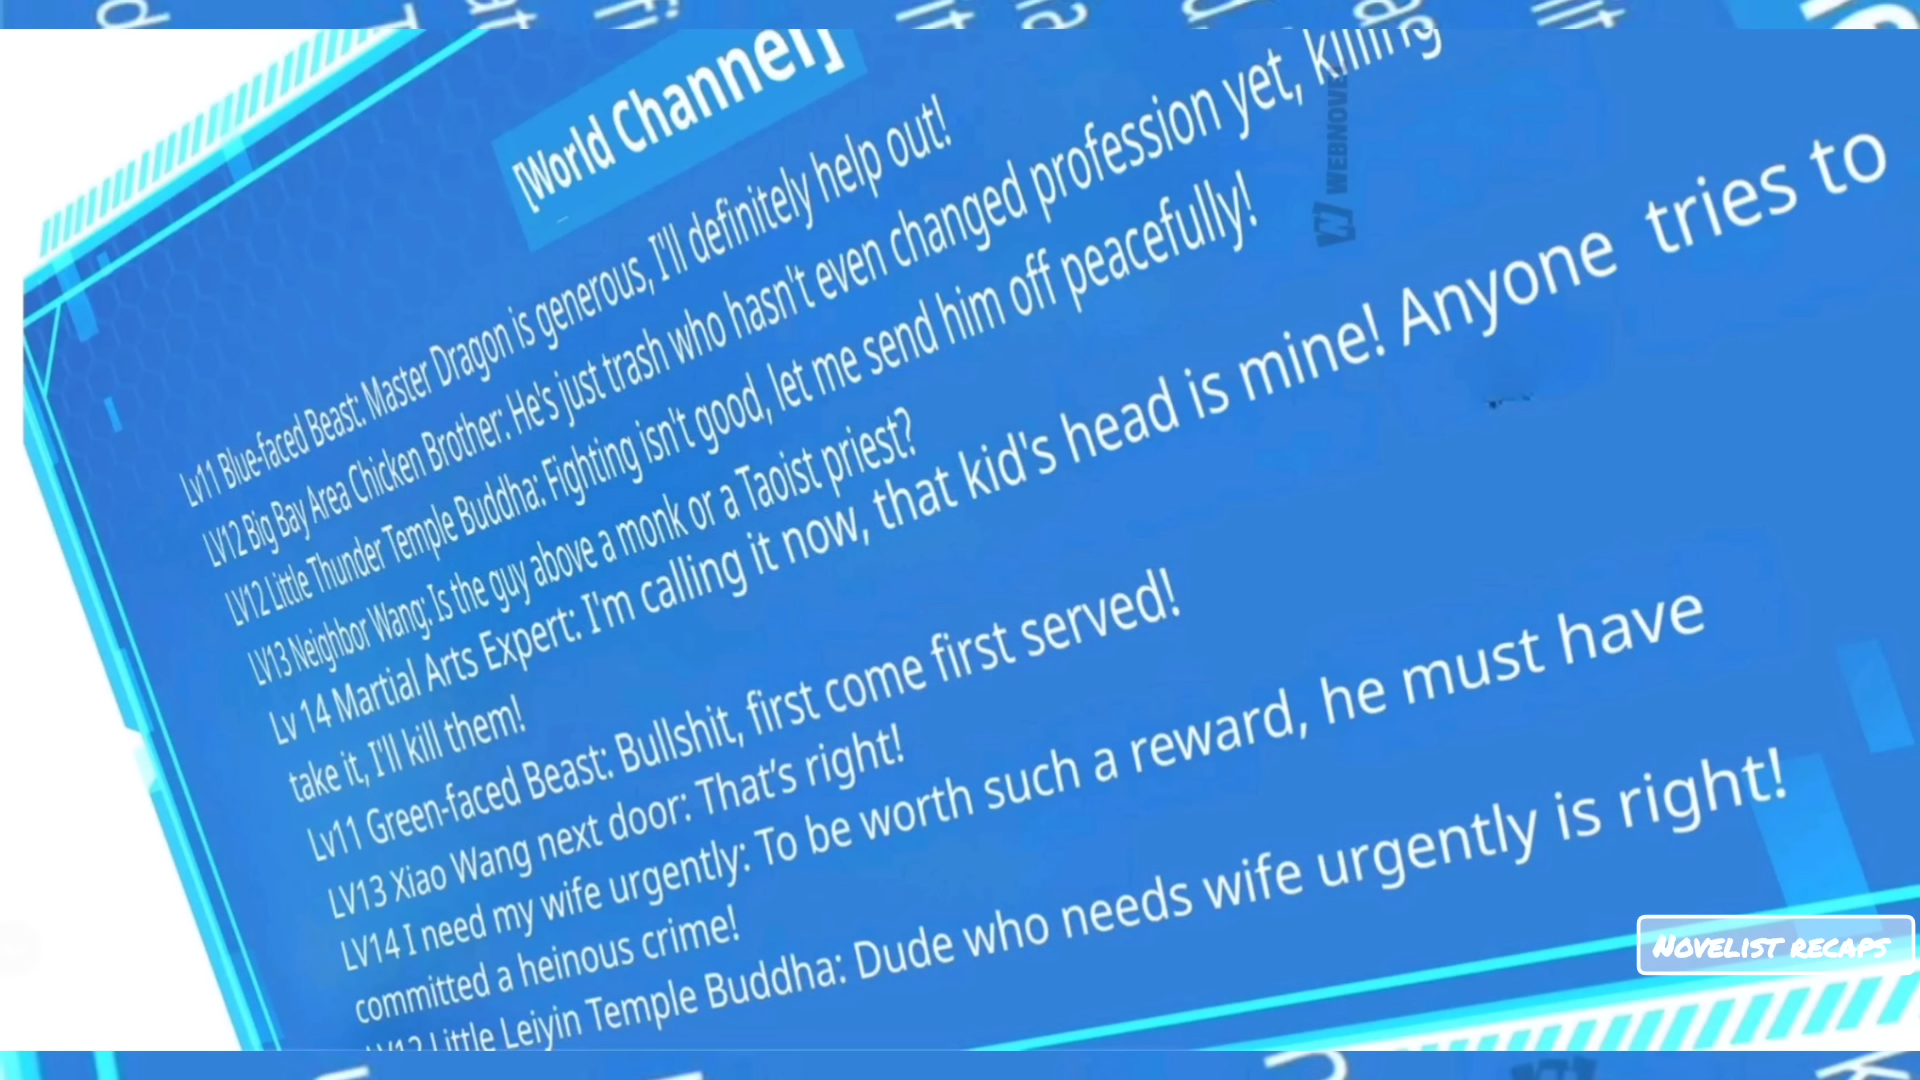 [World Channel]
Lv11 Blue-faced Beast: Master Dragon is generous, I'll definitely help out!
LV12 Big Bay Area Chicken Brother: He's just trash who hasn't even changed profession yet, killing
LV12 Little Thunder Temple Buddha: Fighting isn't good, let me send him off peacefully!
LV13 Neighbor Wang: Is the guy above a monk or a Taoist priest?
Lv 14 Martial Arts Expert: I'm calling it now, that kid's head is mine! Anyone tries to
take it, I'll kill them!
Lv11 Green-faced Beast: Bullshit, first come first served!
LV13 Xiao Wang next door: That’s right!
LV14 I need my wife urgently: To be worth such a reward, he must have
committed a heinous crime!
LV12 Little Leiyin Temple Buddha: Dude who needs wife urgently is right!
WEBNOVEL
NOVELIST RECAPS